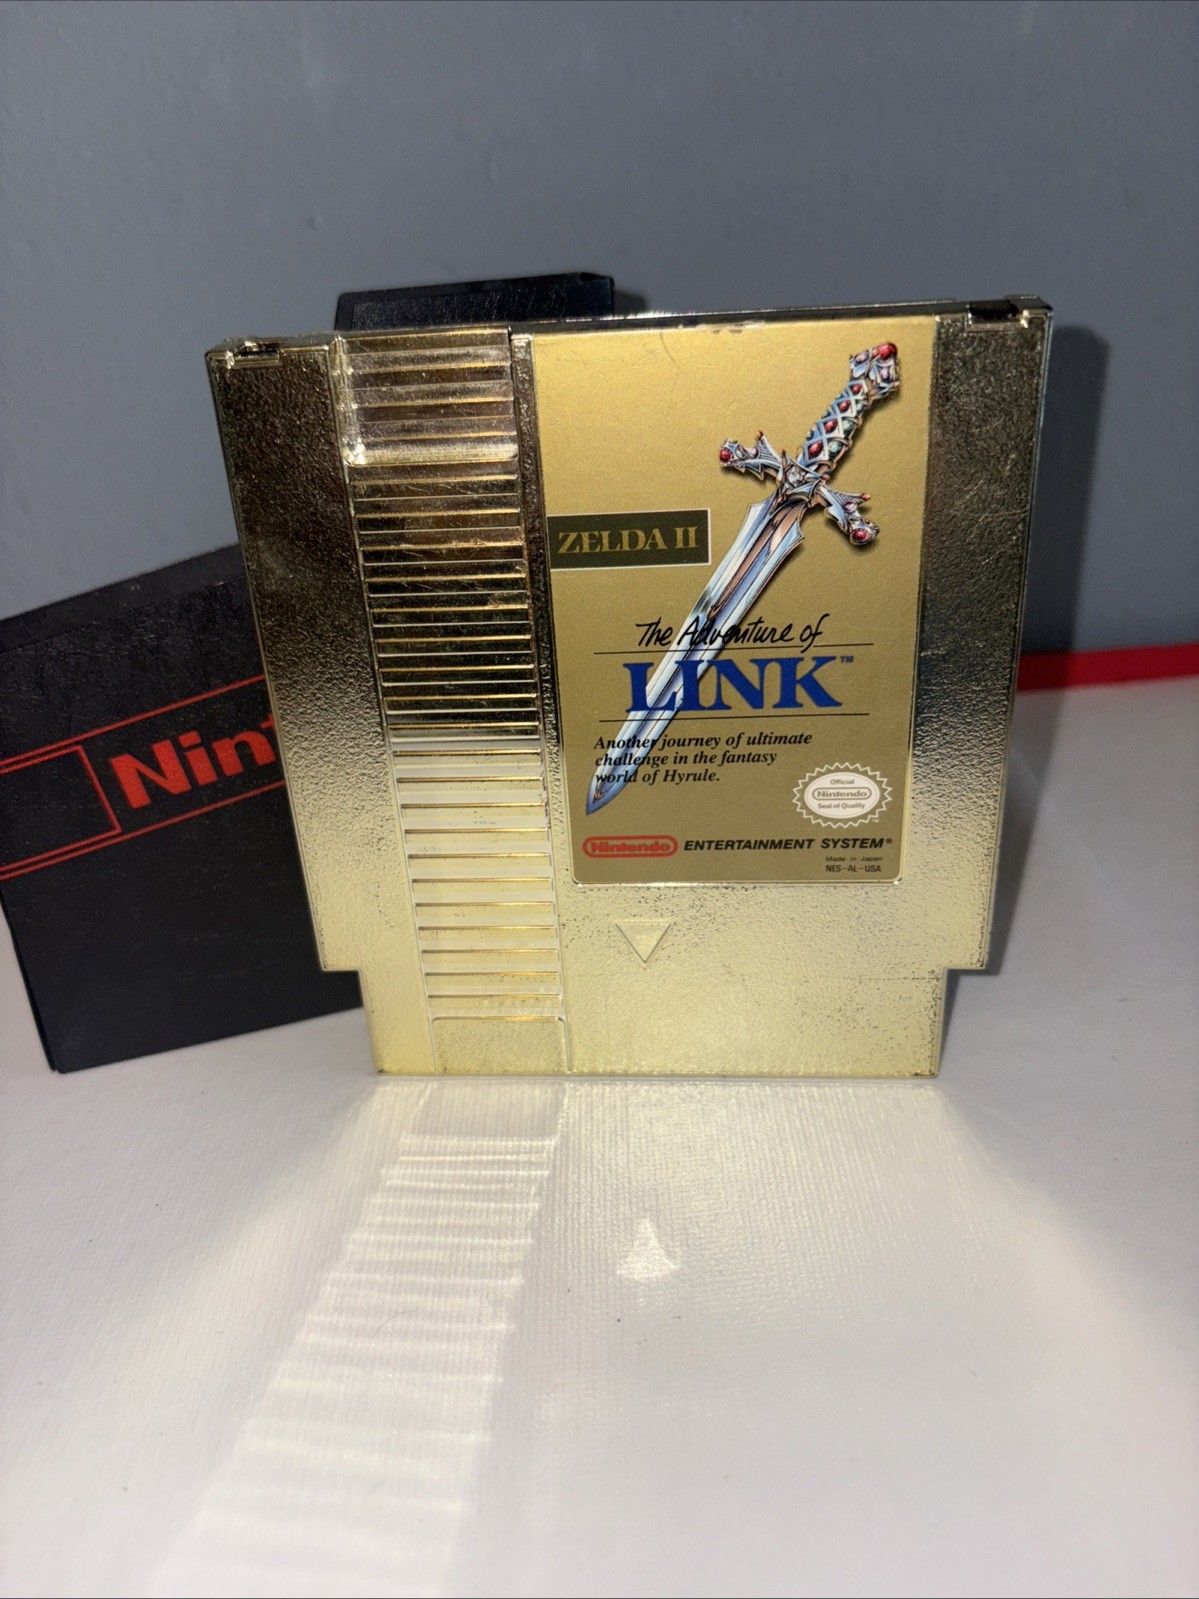 ZELDA II
The Adventure of
LINK™
Another journey of ultimate
challenge in the fantasy
world of Hyrule.
Official
Nintendo
Seal of Quality
Nintendo ENTERTAINMENT SYSTEM®
Made in Japan
NES-AL-USA
Nint